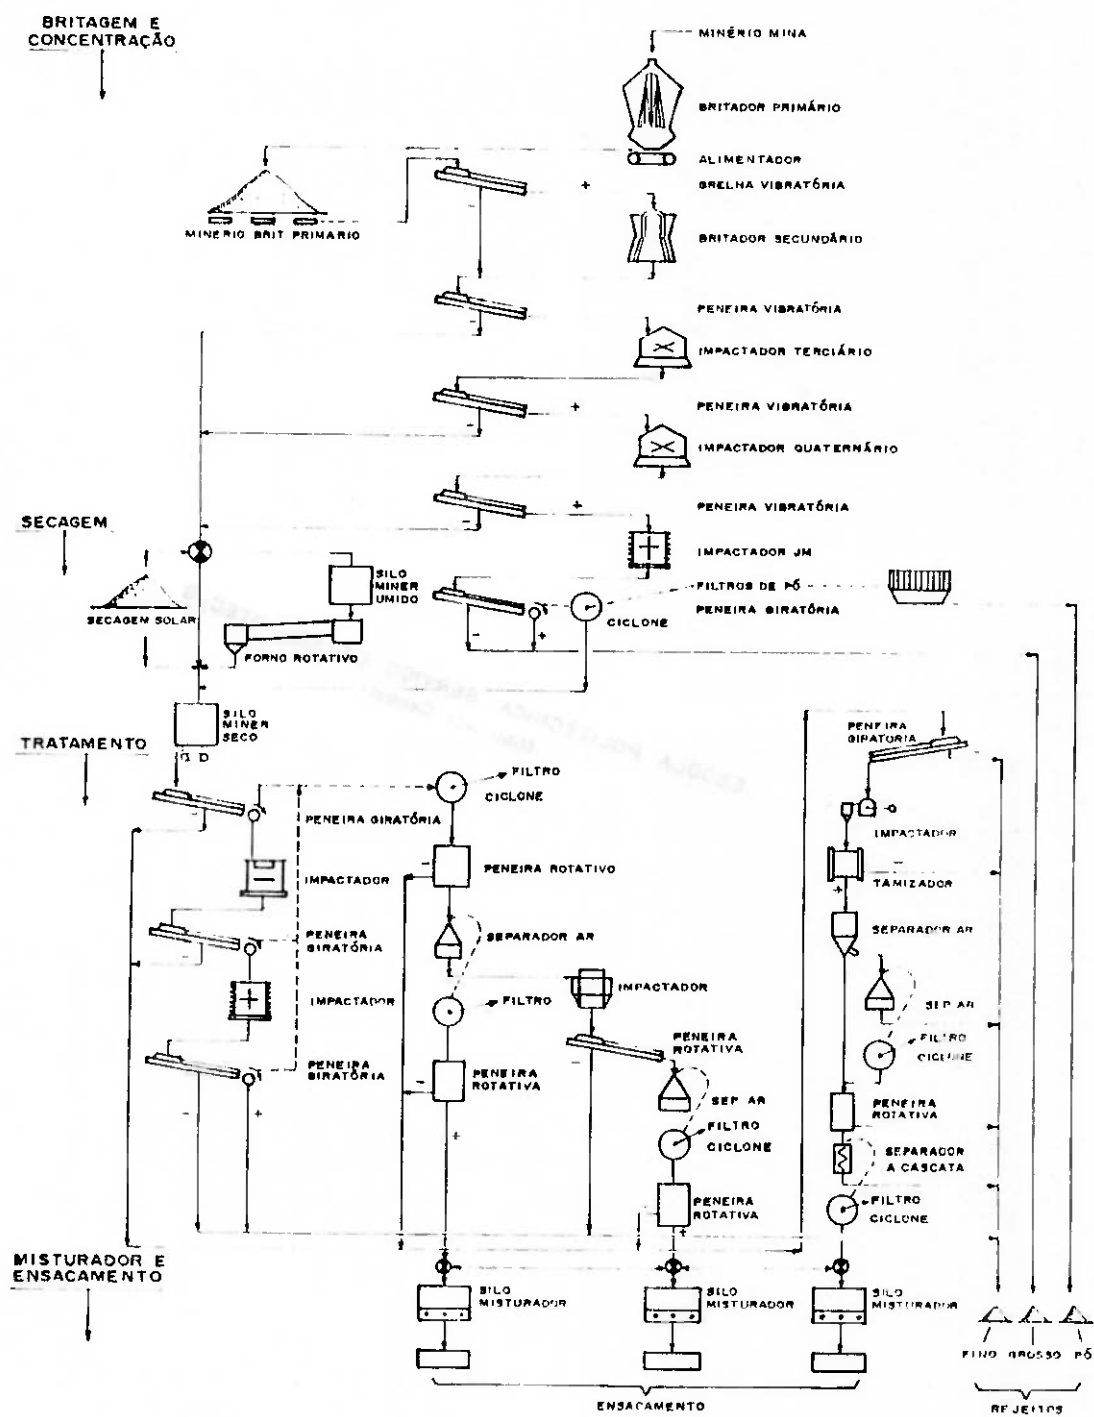 BRITAGEM E
CONCENTRAÇÃO
MINÉRIO MINA
BRITADOR PRIMÁRIO
ALIMENTADOR
GRELHA VIBRATÓRIA
MINÉRIO BRIT PRIMARIO
BRITADOR SECUNDÁRIO
PENEIRA VIBRATÓRIA
IMPACTADOR TERCIÁRIO
PENEIRA VIBRATÓRIA
IMPACTADOR QUATERNÁRIO
PENEIRA VIBRATÓRIA
SECAGEM
IMPACTADOR JM
SILO
MINER
UMIDO
FILTROS DE PÓ
PENEIRA GIRATÓRIA
CICLONE
SECAGEM SOLAR
FORNO ROTATIVO
SILO
MINER
SECO
ESCOLA POLITÉCNICA
TRATAMENTO
G D
PENEIRA
GIRATORIA
FILTRO
CICLONE
PENEIRA GIRATÓRIA
IMPACTADOR
PENEIRA ROTATIVO
IMPACTADOR
TAMIZADOR
PENEIRA
GIRATÓRIA
SEPARADOR AR
SEPARADOR AR
IMPACTADOR
FILTRO
IMPACTADOR
SEP AR
PENEIRA
GIRATÓRIA
PENEIRA
ROTATIVA
PENEIRA
ROTATIVA
FILTRO
CICLONE
SEP AR
PENEIRA
ROTATIVA
FILTRO
CICLONE
SEPARADOR
A CASCATA
PENEIRA
ROTATIVA
FILTRO
CICLONE
MISTURADOR E
ENSACAMENTO
SILO
MISTURADOR
SILO
MISTURADOR
SILO
MISTURADOR
FINO GROSSO PÓ
ENSACAMENTO
REJEITOS